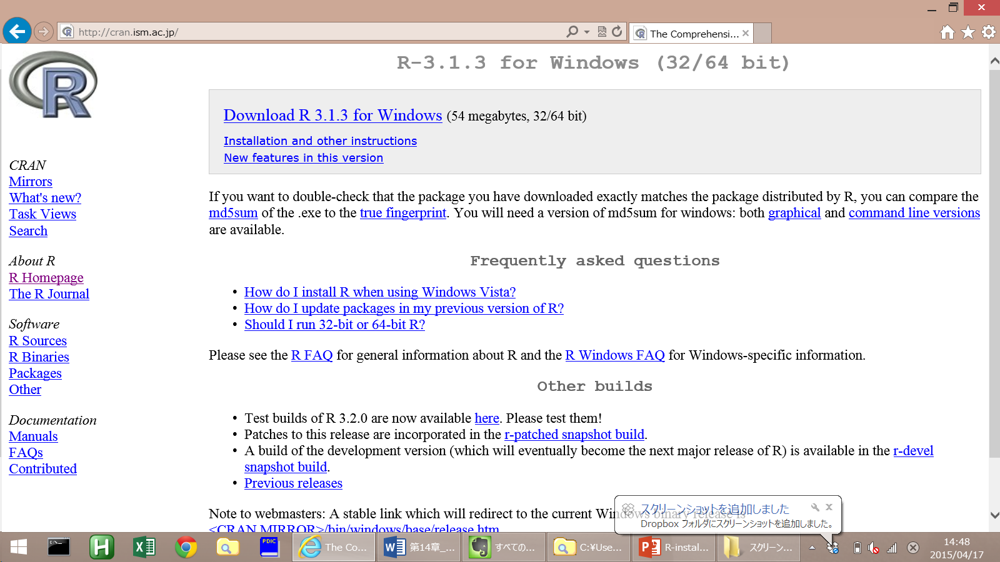 http://cran.ism.ac.jp/
The Comprehensi...
R
R-3.1.3 for Windows (32/64 bit)
Download R 3.1.3 for Windows (54 megabytes, 32/64 bit)
Installation and other instructions
New features in this version
CRAN
Mirrors
What's new?
Task Views
Search
About R
R Homepage
The R Journal
Software
R Sources
R Binaries
Packages
Other
Documentation
Manuals
FAQs
Contributed
If you want to double-check that the package you have downloaded exactly matches the package distributed by R, you can compare the
md5sum of the .exe to the true fingerprint. You will need a version of md5sum for windows: both graphical and command line versions
are available.
Frequently asked questions
• How do I install R when using Windows Vista?
• How do I update packages in my previous version of R?
• Should I run 32-bit or 64-bit R?
Please see the R FAQ for general information about R and the R Windows FAQ for Windows-specific information.
Other builds
• Test builds of R 3.2.0 are now available here. Please test them!
• Patches to this release are incorporated in the r-patched snapshot build.
• A build of the development version (which will eventually become the next major release of R) is available in the r-devel
snapshot build.
• Previous releases
Note to webmasters: A stable link which will redirect to the current Windows binary release is
<CRAN MIRROR>/bin/windows/base/release.htm
スクリーンショットを追加しました
Dropbox フォルダにスクリーンショットを追加しました。
PDIC
The Co...
第14章_...
すべての...
C:¥Use...
R-instal...
スクリーン...
14:48
2015/04/17